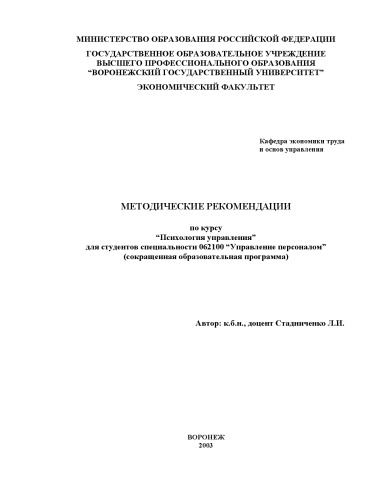 МИНИСТЕРСТВО ОБРАЗОВАНИЯ РОССИЙСКОЙ ФЕДЕРАЦИИ
ГОСУДАРСТВЕННОЕ ОБРАЗОВАТЕЛЬНОЕ УЧРЕЖДЕНИЕ
ВЫСШЕГО ПРОФЕССИОНАЛЬНОГО ОБРАЗОВАНИЯ
“ВОРОНЕЖСКИЙ ГОСУДАРСТВЕННЫЙ УНИВЕРСИТЕТ”
ЭКОНОМИЧЕСКИЙ ФАКУЛЬТЕТ
Кафедра экономики труда
и основ управления
МЕТОДИЧЕСКИЕ РЕКОМЕНДАЦИИ
по курсу
“Психология управления”
для студентов специальности 062100 “Управление персоналом”
(сокращенная образовательная программа)
Автор: к.б.н., доцент Стадниченко Л.И.
ВОРОНЕЖ
2003